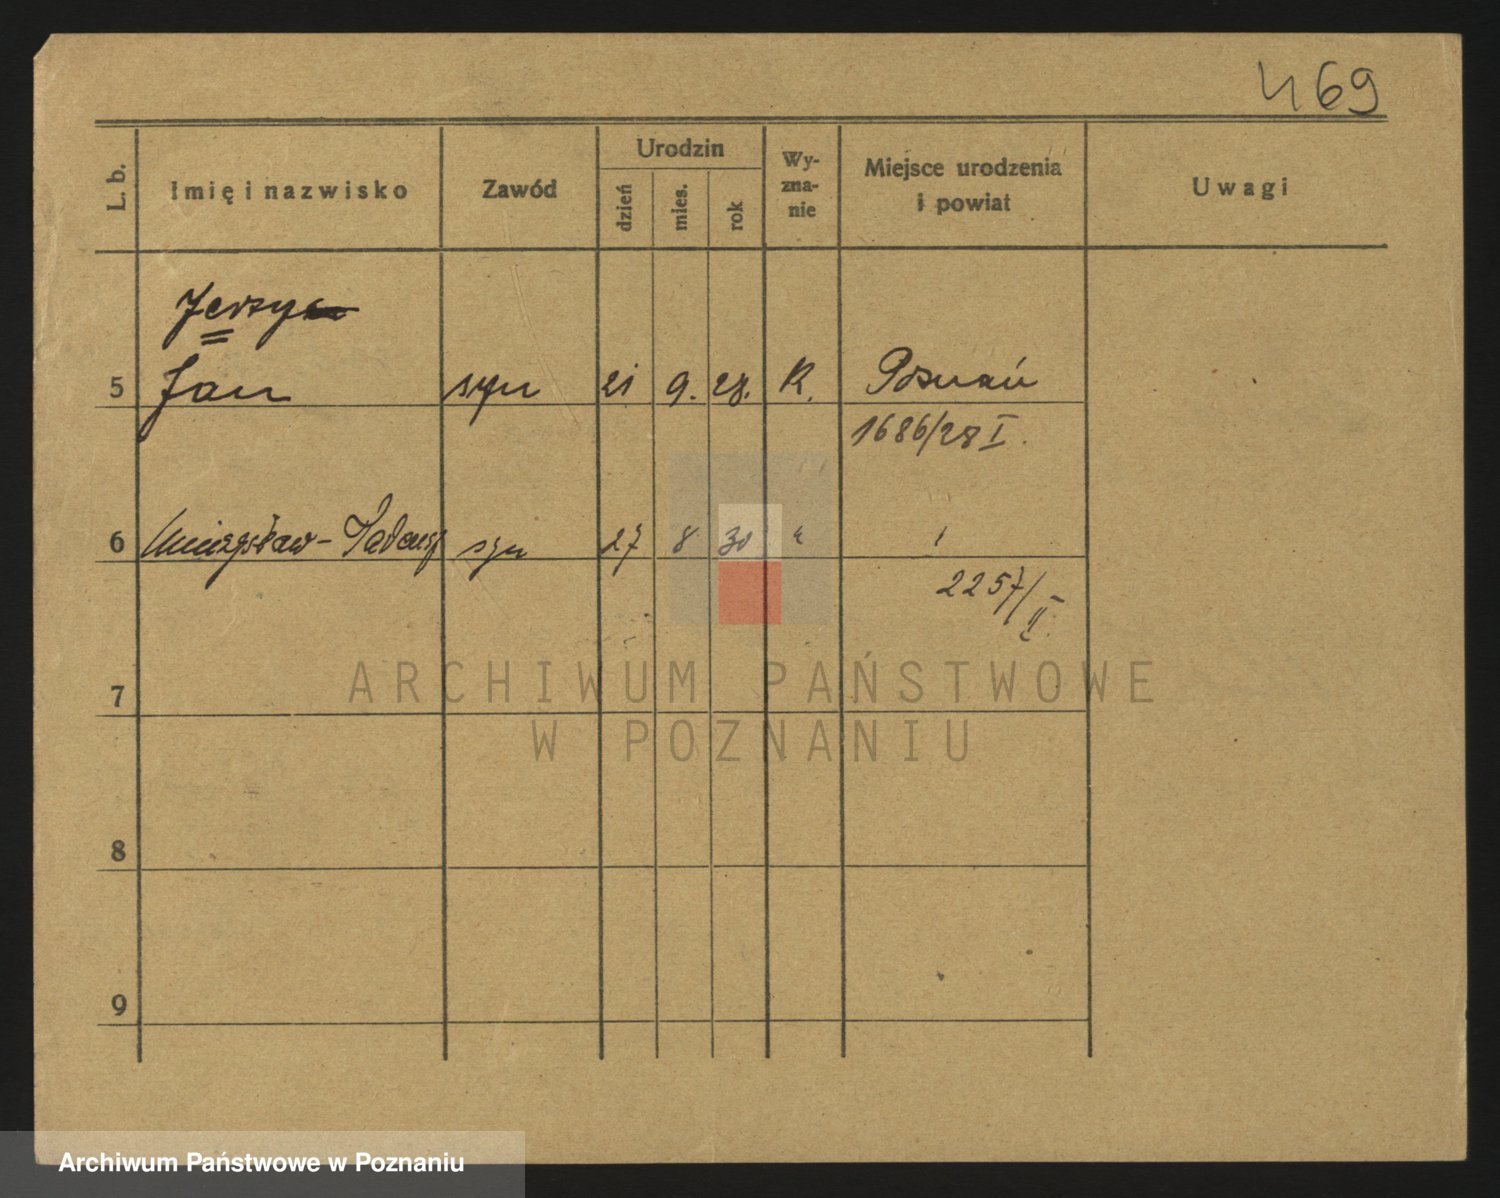 469
L. b.
Imię i nazwisko
Zawód
Urodzin
dzień
mies.
rok
Wy-
zna-
nie
Miejsce urodzenia
i powiat
Uwagi
Jerzy
5 Jan syn 21 9. 28. R. Poznań
1686/28 I.
6 Mieczysław - Tadeusz syn 27 8 30 " 1
2257/II.
7
8
9
ARCHIWUM PAŃSTWOWE
W POZNANIU
Archiwum Państwowe w Poznaniu